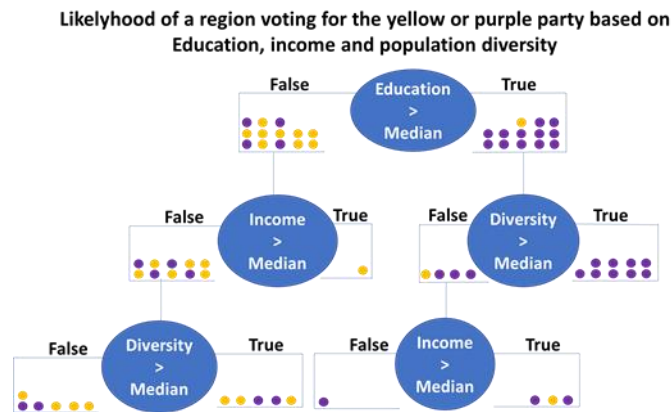 Likelyhood of a region voting for the yellow or purple party based on
Education, income and population diversity
False
Education
>
Median
True
False
Income
>
Median
True
False
Diversity
>
Median
True
False
Diversity
>
Median
True
False
Income
>
Median
True